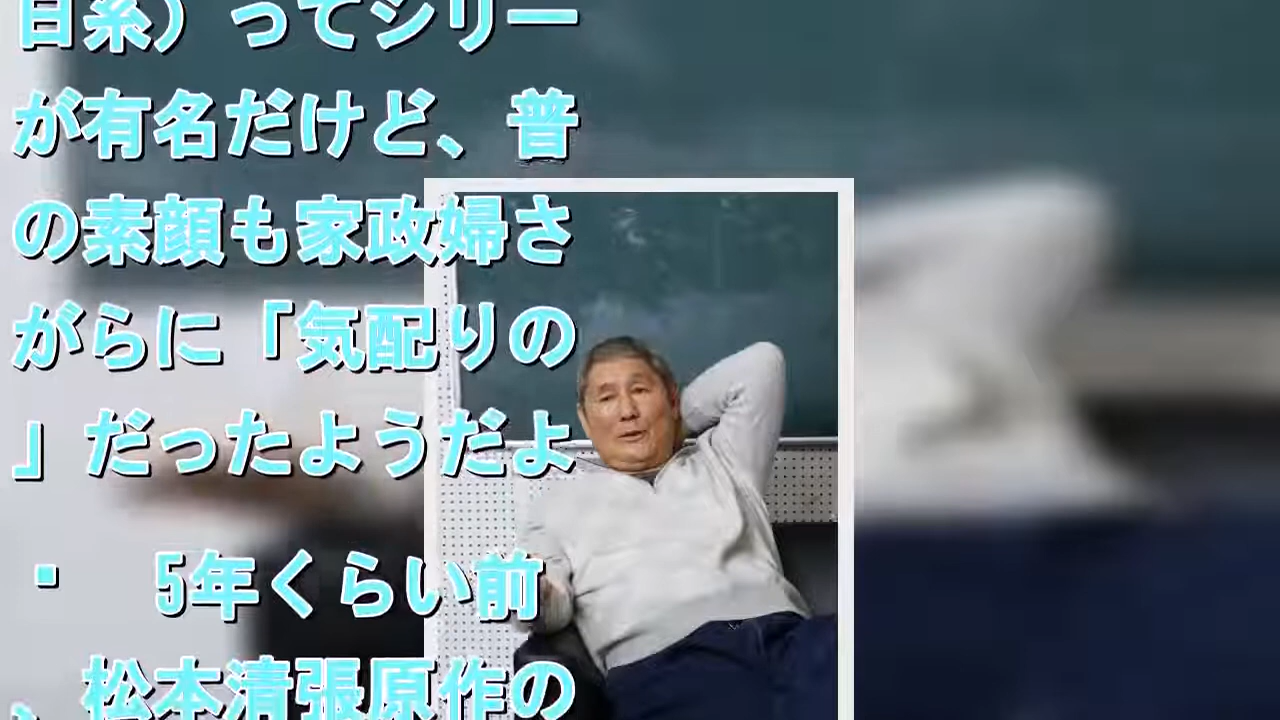 日系）ってシリー
が有名だけど、普
の素顔も家政婦さ
がらに「気配りの
」だったようだよ
▪ 5年くらい前
、松本清張原作の